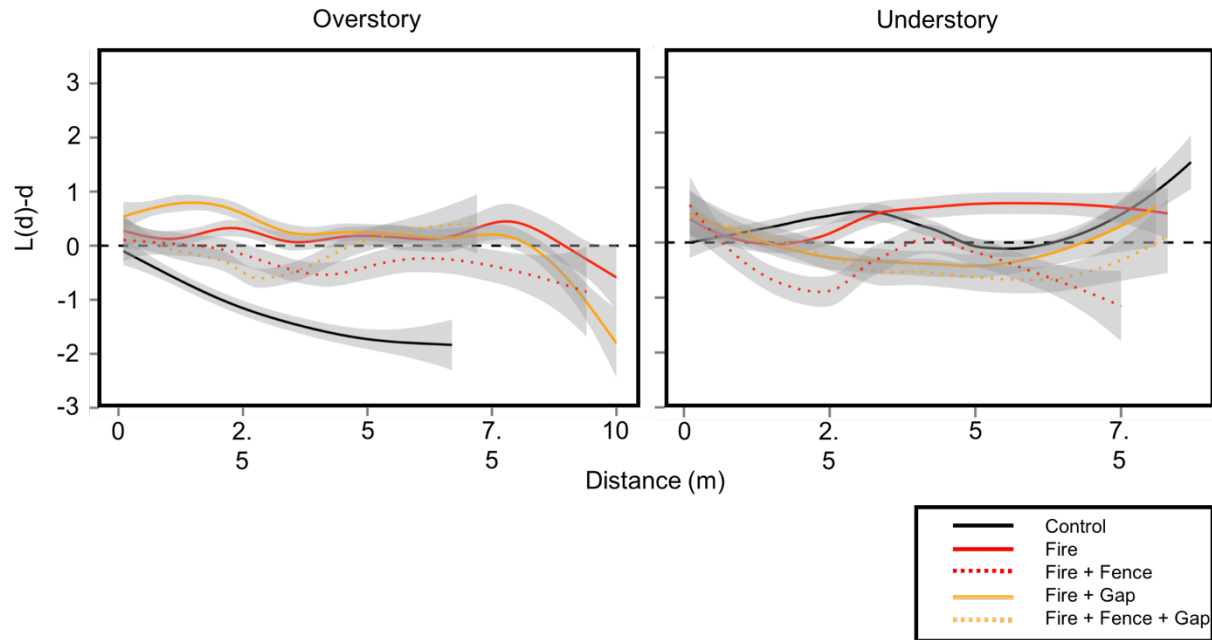 Overstory
Understory
3
2
1
0
-1
-2
-3
L(d)-d
0
2.
5
5
7.
5
10
0
2.
5
5
7.
5
Distance (m)
Control
Fire
Fire + Fence
Fire + Gap
Fire + Fence + Gap